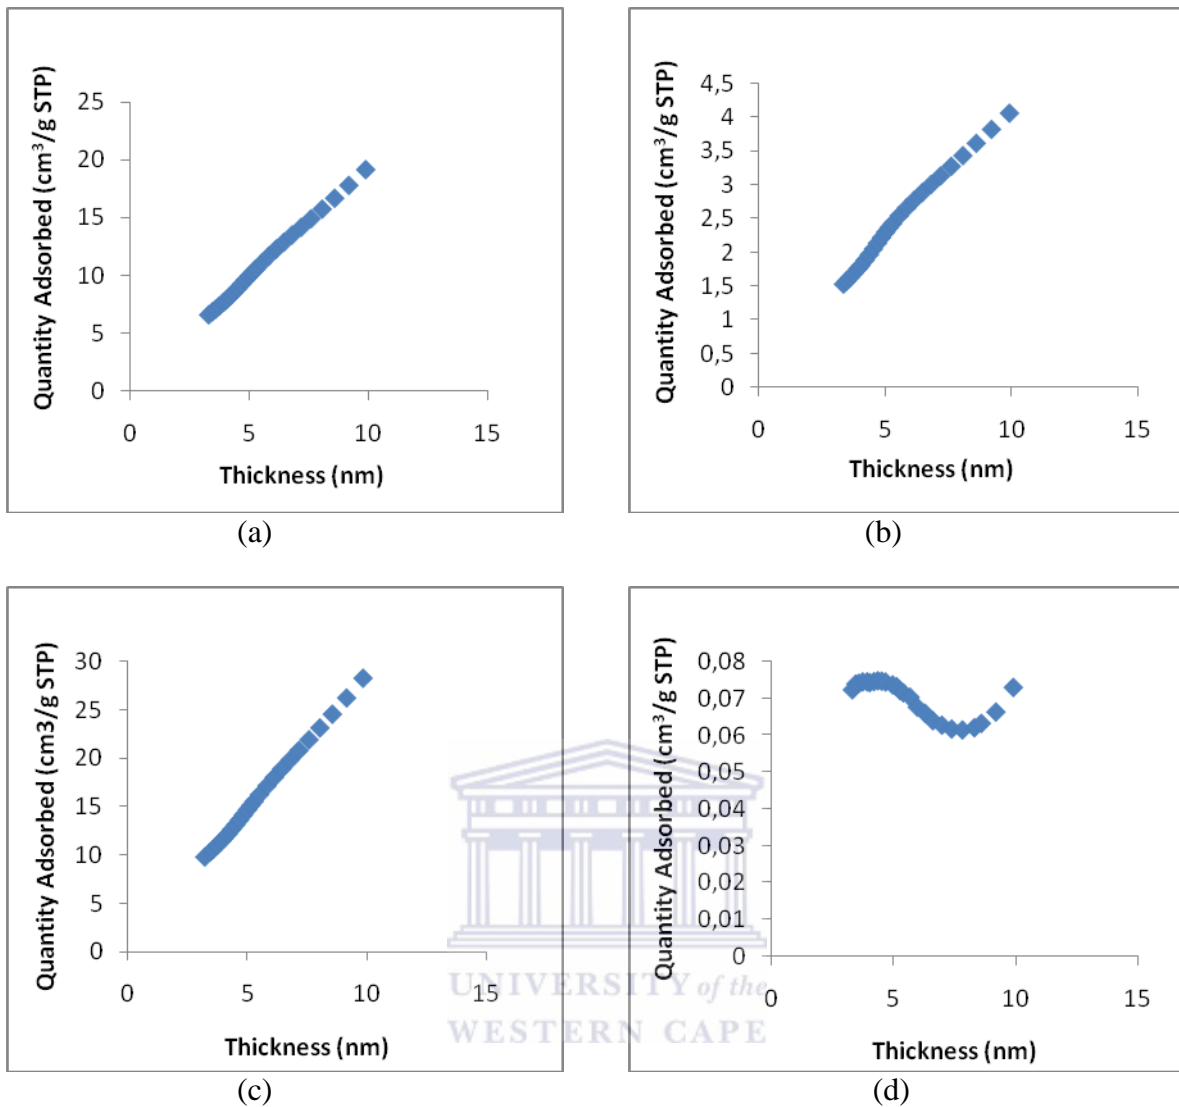 Quantity Adsorbed (cm³/g STP)
25
20
15
10
5
0
0 5 10 15
Thickness (nm)
(a)
Quantity Adsorbed (cm³/g STP)
4,5
4
3,5
3
2,5
2
1,5
1
0,5
0
0 5 10 15
Thickness (nm)
(b)
Quantity Adsorbed (cm3/g STP)
30
25
20
15
10
5
0
0 5 10 15
Thickness (nm)
(c)
Quantity Adsorbed (cm³/g STP)
0,08
0,07
0,06
0,05
0,04
0,03
0,02
0,01
0
0 5 10 15
Thickness (nm)
(d)
UNIVERSITY of the
WESTERN CAPE